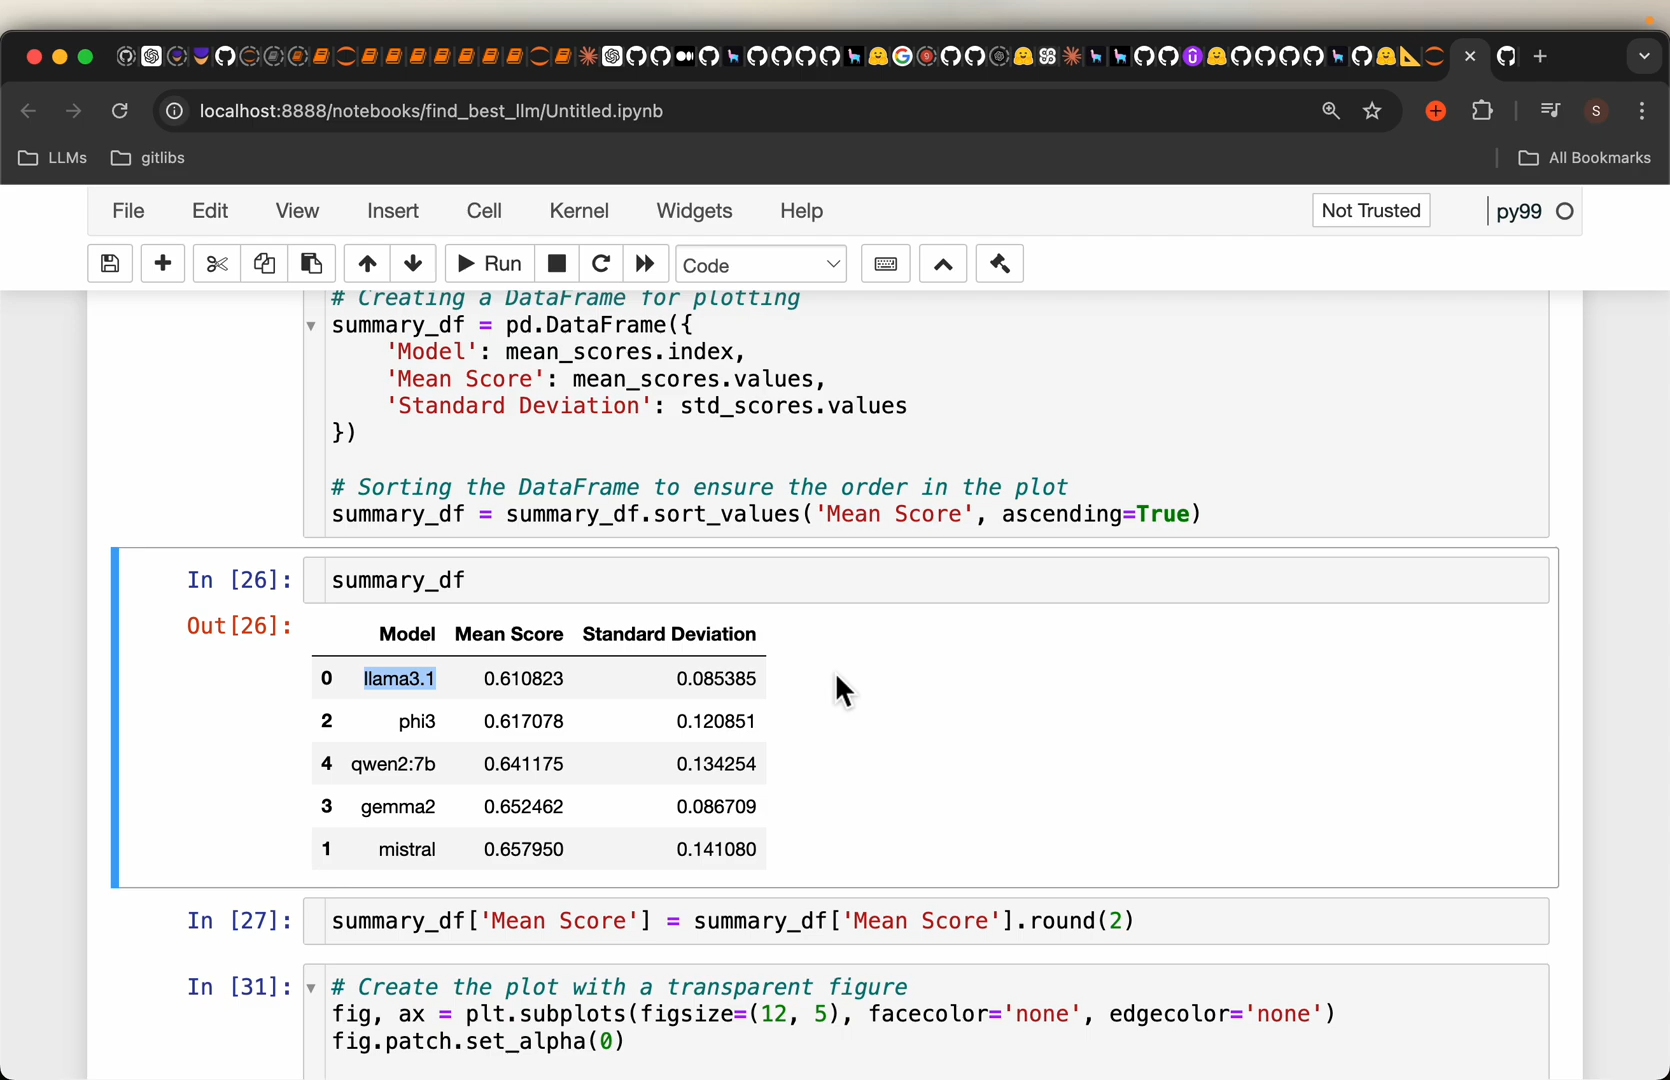 localhost:8888/notebooks/find_best_llm/Untitled.ipynb
S
LLMs
gitlibs
All Bookmarks
File Edit View Insert Cell Kernel Widgets Help
Not Trusted
py99
Run
Code
# Creating a DataFrame for plotting
summary_df = pd.DataFrame({
    'Model': mean_scores.index,
    'Mean Score': mean_scores.values,
    'Standard Deviation': std_scores.values
})
# Sorting the DataFrame to ensure the order in the plot
summary_df = summary_df.sort_values('Mean Score', ascending=True)
In [26]: summary_df
Out[26]:
Model Mean Score Standard Deviation
0 llama3.1 0.610823 0.085385
2 phi3 0.617078 0.120851
4 qwen2:7b 0.641175 0.134254
3 gemma2 0.652462 0.086709
1 mistral 0.657950 0.141080
In [27]: summary_df['Mean Score'] = summary_df['Mean Score'].round(2)
In [31]: # Create the plot with a transparent figure
fig, ax = plt.subplots(figsize=(12, 5), facecolor='none', edgecolor='none')
fig.patch.set_alpha(0)